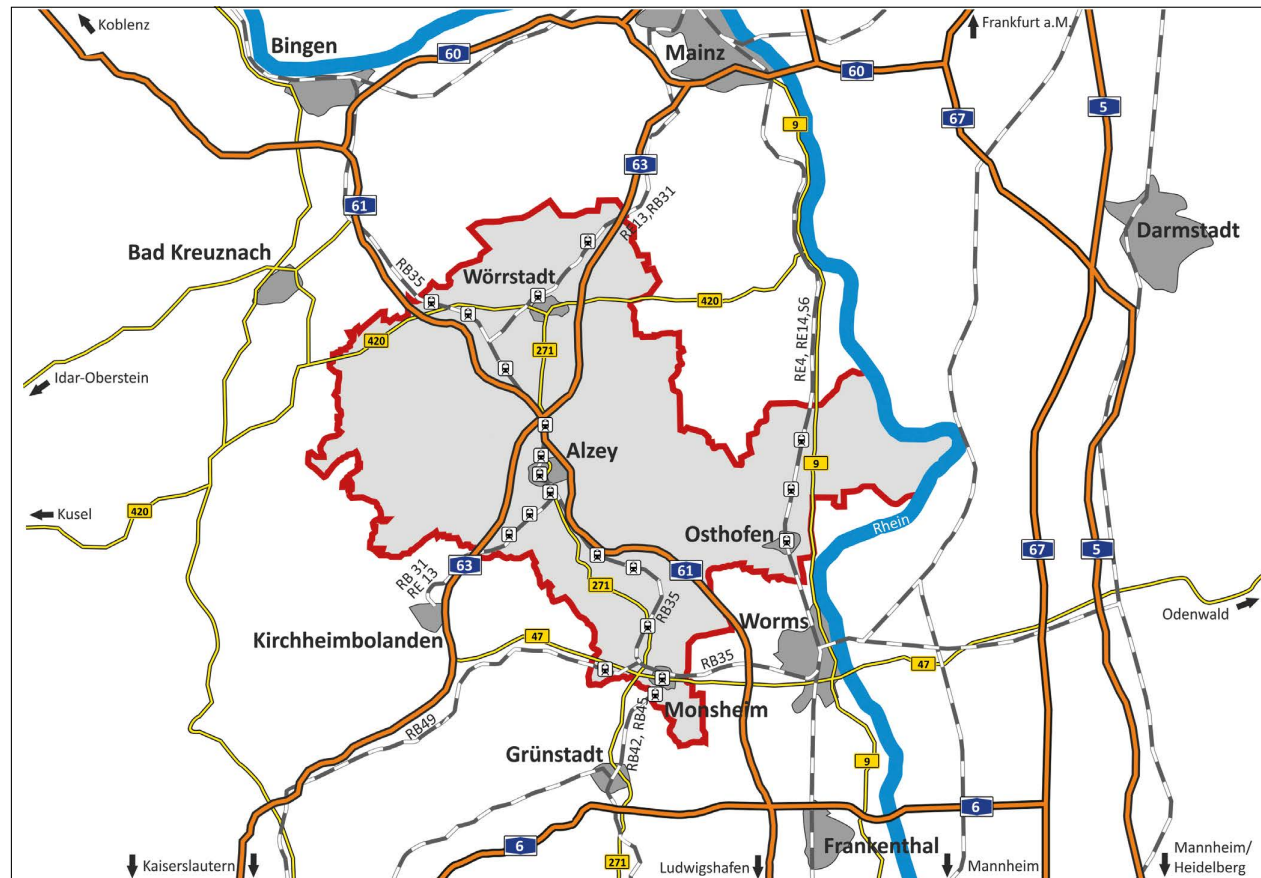 Koblenz
Bingen
60
Mainz
Frankfurt a.M.
60
5
67
9
63
61
RE13,RB31
Darmstadt
Bad Kreuznach
RB35
Wörrstadt
420
420
271
RE4, RE14,S6
Idar-Oberstein
Alzey
9
Kusel
420
Osthofen
Rhein
63
RB 31
RE 13
271
61
67
5
RB35
Odenwald
Kirchheimbolanden
47
Worms
RB35
47
Monsheim
RB49
RB42, RB45
Grünstadt
9
6
6
Frankenthal
Kaiserslautern
271
Ludwigshafen
Mannheim
Mannheim/
Heidelberg